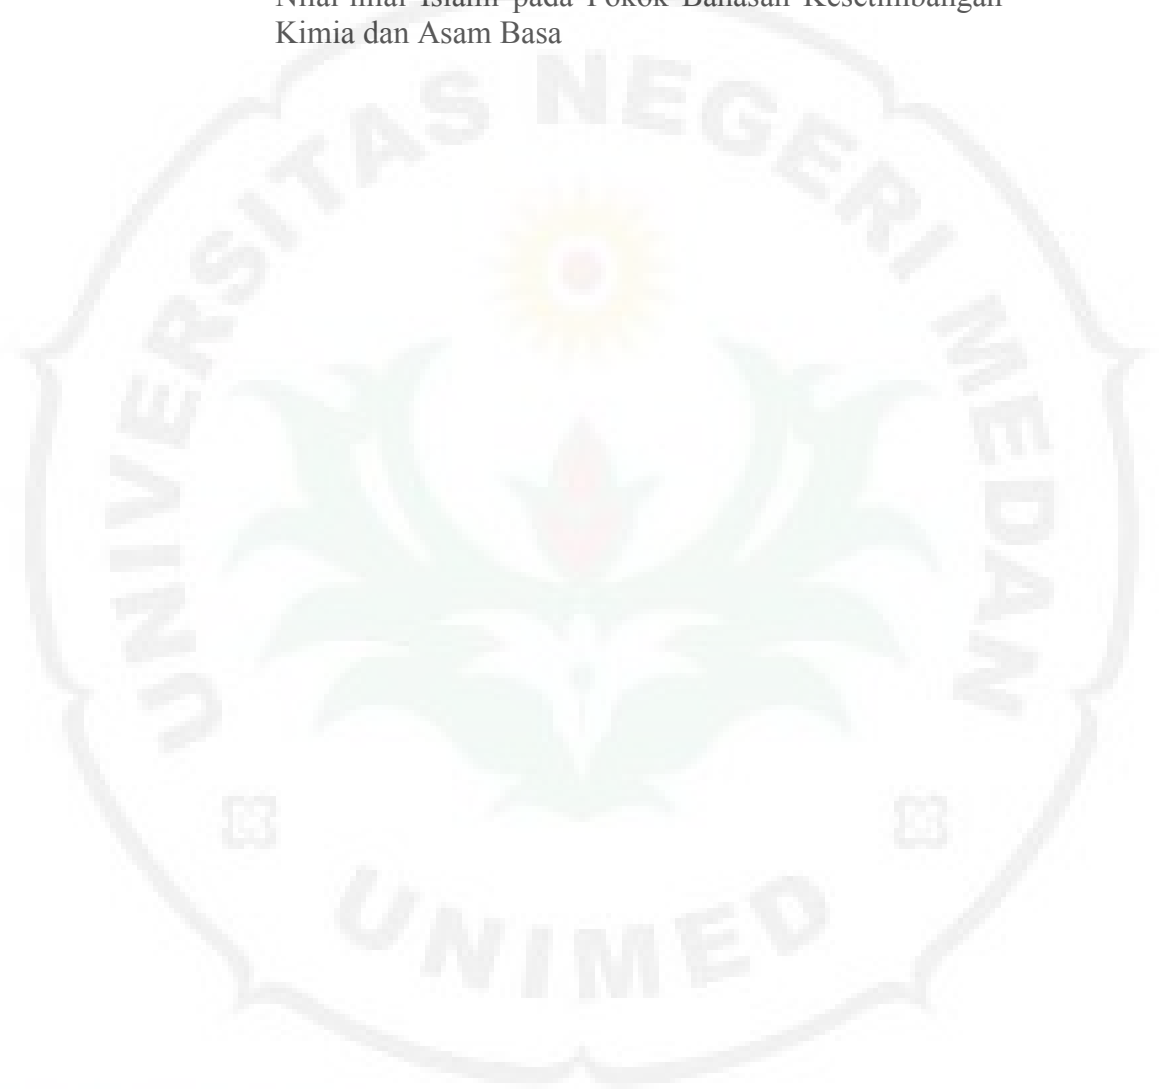 Nilai-nilai Islami pada Pokok Bahasan Kesetimbangan
Kimia dan Asam Basa
UNIVERSITAS NEGERI MEDAN
UNIMED